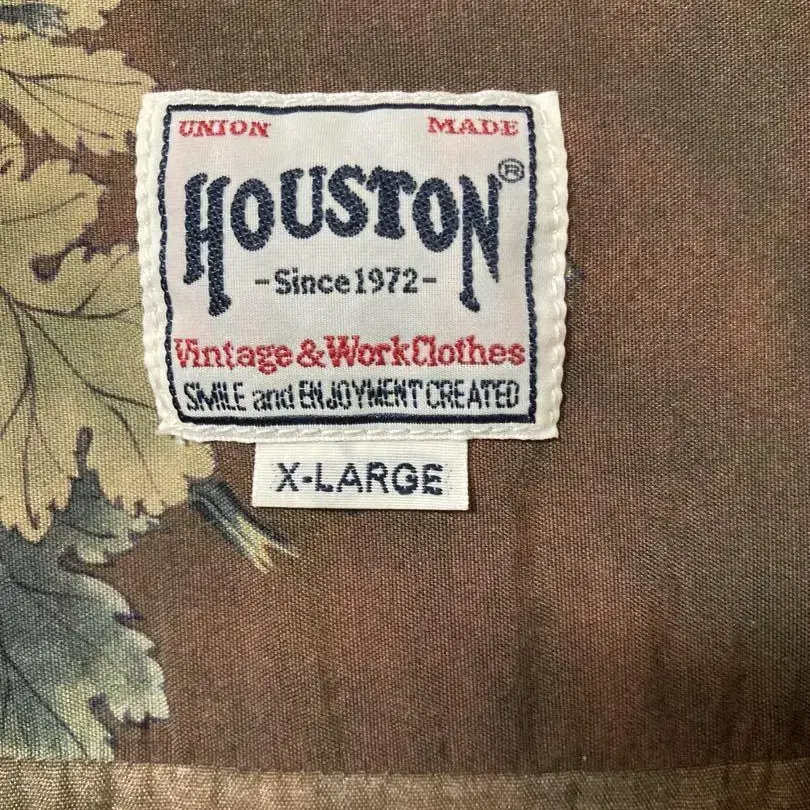 UNION MADE
HOUSTON®
-Since1972-
Vintage&WorkClothes
SMILE and ENJOYMENT CREATED
X-LARGE